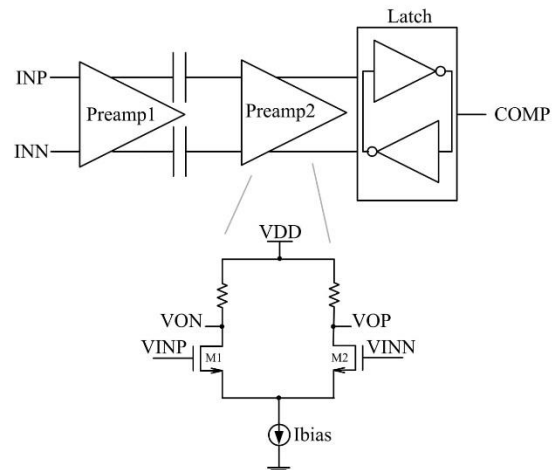 Latch
INP
Preamp1
Preamp2
COMP
INN
VDD
VON
VOP
VINP
M1
M2
VINN
Ibias